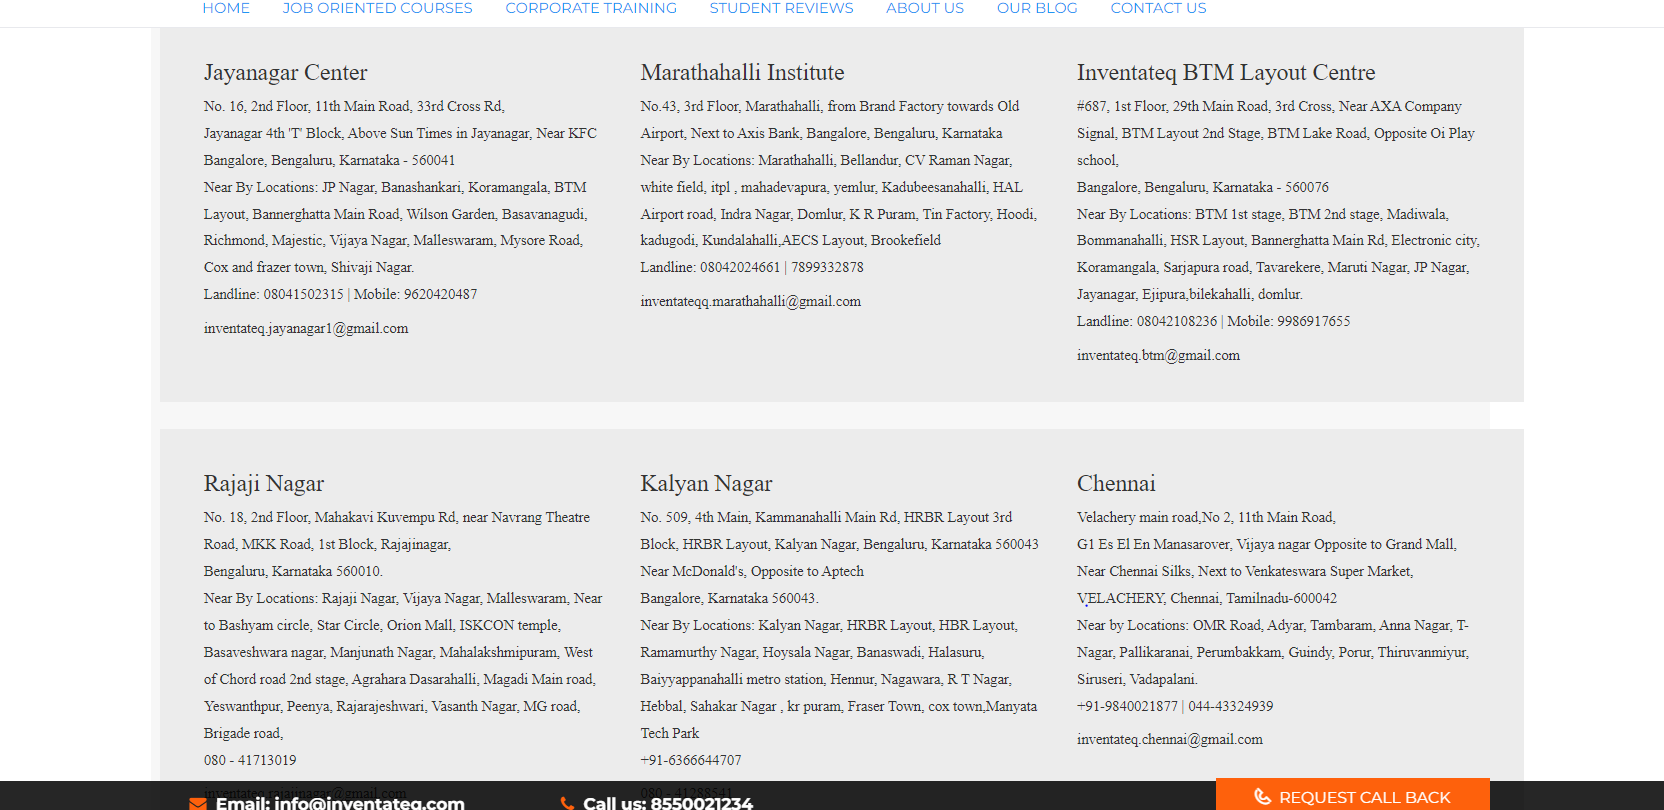 HOME JOB ORIENTED COURSES CORPORATE TRAINING STUDENT REVIEWS ABOUT US OUR BLOG CONTACT US
Jayanagar Center
No. 16, 2nd Floor, 11th Main Road, 33rd Cross Rd,
Jayanagar 4th 'T' Block, Above Sun Times in Jayanagar, Near KFC
Bangalore, Bengaluru, Karnataka - 560041
Near By Locations: JP Nagar, Banashankari, Koramangala, BTM
Layout, Bannerghatta Main Road, Wilson Garden, Basavanagudi,
Richmond, Majestic, Vijaya Nagar, Malleswaram, Mysore Road,
Cox and frazer town, Shivaji Nagar.
Landline: 08041502315 | Mobile: 9620420487
inventateq.jayanagar1@gmail.com
Marathahalli Institute
No.43, 3rd Floor, Marathahalli, from Brand Factory towards Old
Airport, Next to Axis Bank, Bangalore, Bengaluru, Karnataka
Near By Locations: Marathahalli, Bellandur, CV Raman Nagar,
white field, itpl , mahadevapura, yemlur, Kadubeesanahalli, HAL
Airport road, Indra Nagar, Domlur, K R Puram, Tin Factory, Hoodi,
kadugodi, Kundalahalli,AECS Layout, Brookefield
Landline: 08042024661 | 7899332878
inventateqq.marathahalli@gmail.com
Inventateq BTM Layout Centre
#687, 1st Floor, 29th Main Road, 3rd Cross, Near AXA Company
Signal, BTM Layout 2nd Stage, BTM Lake Road, Opposite Oi Play
school,
Bangalore, Bengaluru, Karnataka - 560076
Near By Locations: BTM 1st stage, BTM 2nd stage, Madiwala,
Bommanahalli, HSR Layout, Bannerghatta Main Rd, Electronic city,
Koramangala, Sarjapura road, Tavarekere, Maruti Nagar, JP Nagar,
Jayanagar, Ejipura,bilekahalli, domlur.
Landline: 08042108236 | Mobile: 9986917655
inventateq.btm@gmail.com
Rajaji Nagar
No. 18, 2nd Floor, Mahakavi Kuvempu Rd, near Navrang Theatre
Road, MKK Road, 1st Block, Rajajinagar,
Bengaluru, Karnataka 560010.
Near By Locations: Rajaji Nagar, Vijaya Nagar, Malleswaram, Near
to Bashyam circle, Star Circle, Orion Mall, ISKCON temple,
Basaveshwara nagar, Manjunath Nagar, Mahalakshmipuram, West
of Chord road 2nd stage, Agrahara Dasarahalli, Magadi Main road,
Yeswanthpur, Peenya, Rajarajeshwari, Vasanth Nagar, MG road,
Brigade road,
080 - 41713019
inventateq.rajajinagar@gmail.com
Kalyan Nagar
No. 509, 4th Main, Kammanahalli Main Rd, HRBR Layout 3rd
Block, HRBR Layout, Kalyan Nagar, Bengaluru, Karnataka 560043
Near McDonald's, Opposite to Aptech
Bangalore, Karnataka 560043.
Near By Locations: Kalyan Nagar, HRBR Layout, HBR Layout,
Ramamurthy Nagar, Hoysala Nagar, Banaswadi, Halasuru,
Baiyyappanahalli metro station, Hennur, Nagawara, R T Nagar,
Hebbal, Sahakar Nagar , kr puram, Fraser Town, cox town,Manyata
Tech Park
+91-6366644707
080 - 41288541
Chennai
Velachery main road,No 2, 11th Main Road,
G1 Es El En Manasarover, Vijaya nagar Opposite to Grand Mall,
Near Chennai Silks, Next to Venkateswara Super Market,
VELACHERY, Chennai, Tamilnadu-600042
Near by Locations: OMR Road, Adyar, Tambaram, Anna Nagar, T-
Nagar, Pallikaranai, Perumbakkam, Guindy, Porur, Thiruvanmiyur,
Siruseri, Vadapalani.
+91-9840021877 | 044-43324939
inventateq.chennai@gmail.com
Email: info@inventateq.com Call us: 8550021234 REQUEST CALL BACK